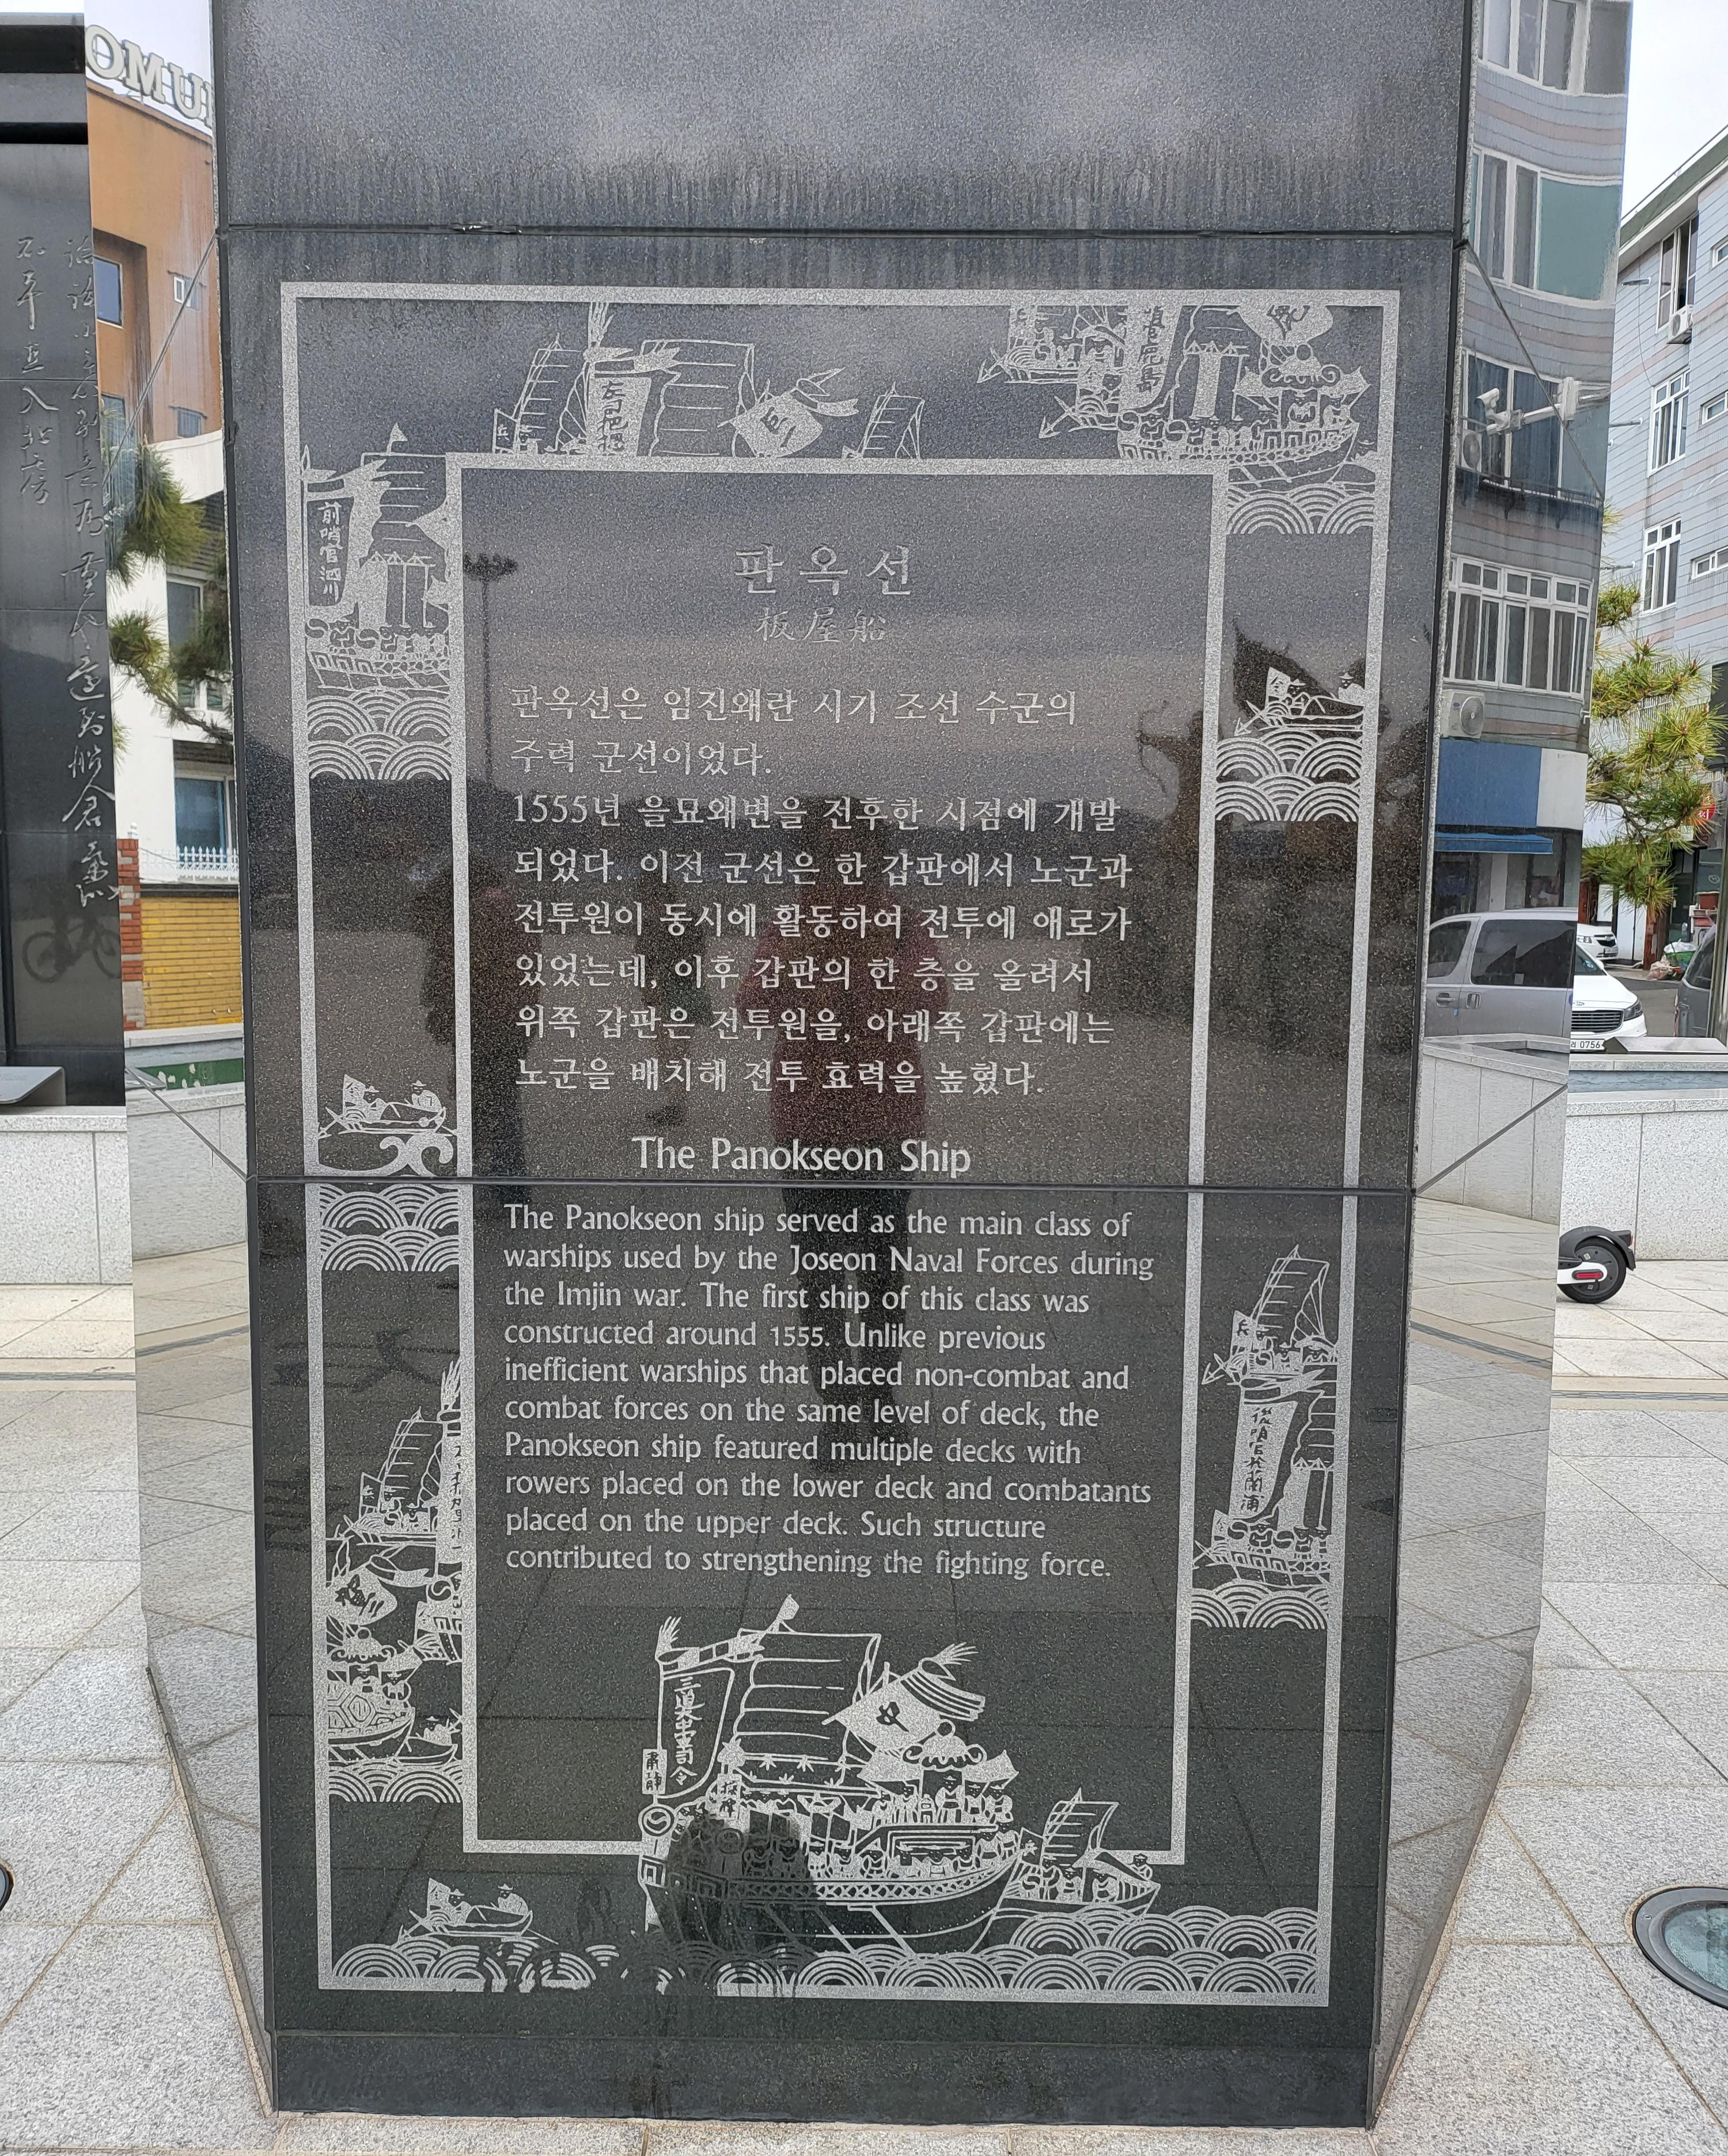 판옥선
板屋船
판옥선은 임진왜란 시기 조선 수군의
주력 군선이었다.
1555년 을묘왜변을 전후한 시점에 개발
되었다. 이전 군선은 한 갑판에서 노군과
전투원이 동시에 활동하여 전투에 애로가
있었는데, 이후 갑판의 한 층을 올려서
위쪽 갑판은 전투원을, 아래쪽 갑판에는
노군을 배치해 전투 효력을 높혔다.
The Panokseon Ship
The Panokseon ship served as the main class of
warships used by the Joseon Naval Forces during
the Imjin war. The first ship of this class was
constructed around 1555. Unlike previous
inefficient warships that placed non-combat and
combat forces on the same level of deck, the
Panokseon ship featured multiple decks with
rowers placed on the lower deck and combatants
placed on the upper deck. Such structure
contributed to strengthening the fighting force.
前哨官泗川
0756